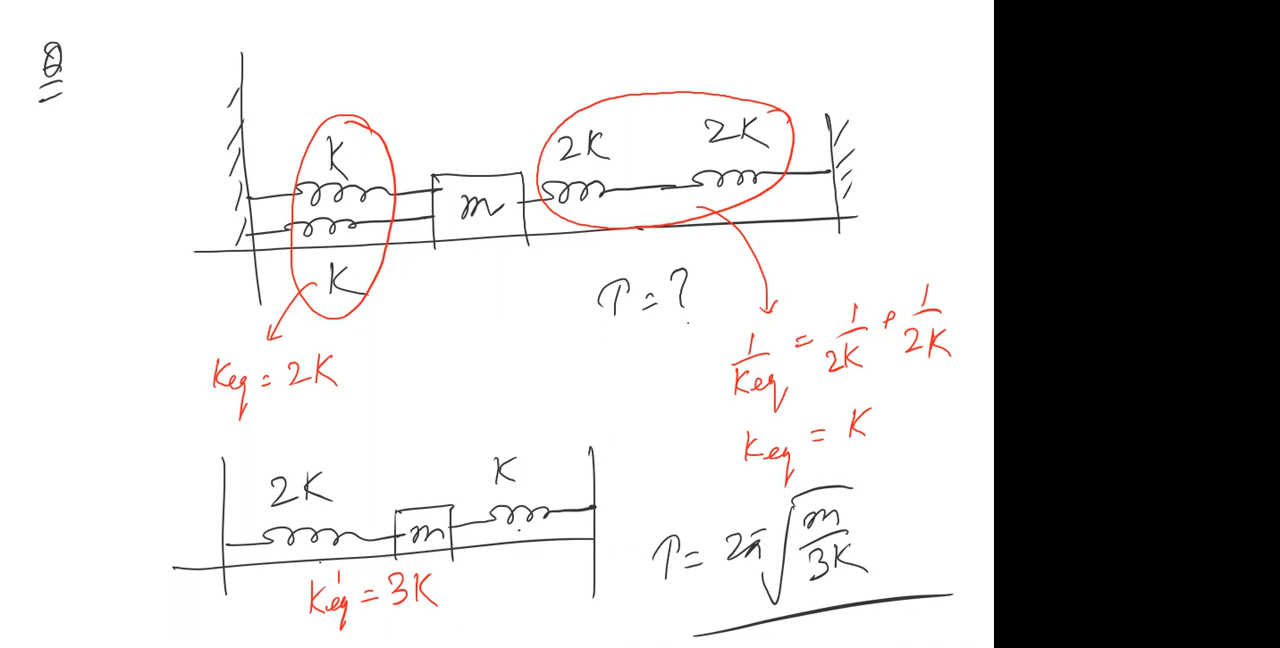 Q
K
2K
2K
m
K
T = ?
Keq = 2K
1/Keq = 1/2K + 1/2K
Keq = K
2K
K
m
K'eq = 3K
T = 2π√(m/3K)